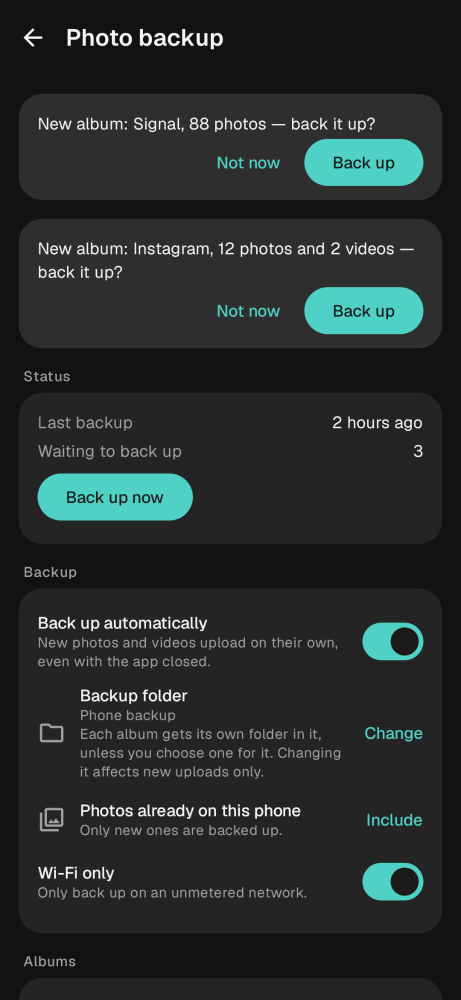 Photo backup
New album: Signal, 88 photos — back it up?
Not now
Back up
New album: Instagram, 12 photos and 2 videos —
back it up?
Not now
Back up
Status
Last backup
2 hours ago
Waiting to back up
3
Back up now
Backup
Back up automatically
New photos and videos upload on their own,
even with the app closed.
Backup folder
Phone backup
Each album gets its own folder in it,
unless you choose one for it. Changing
it affects new uploads only.
Change
Photos already on this phone
Only new ones are backed up.
Include
Wi-Fi only
Only back up on an unmetered network.
Albums